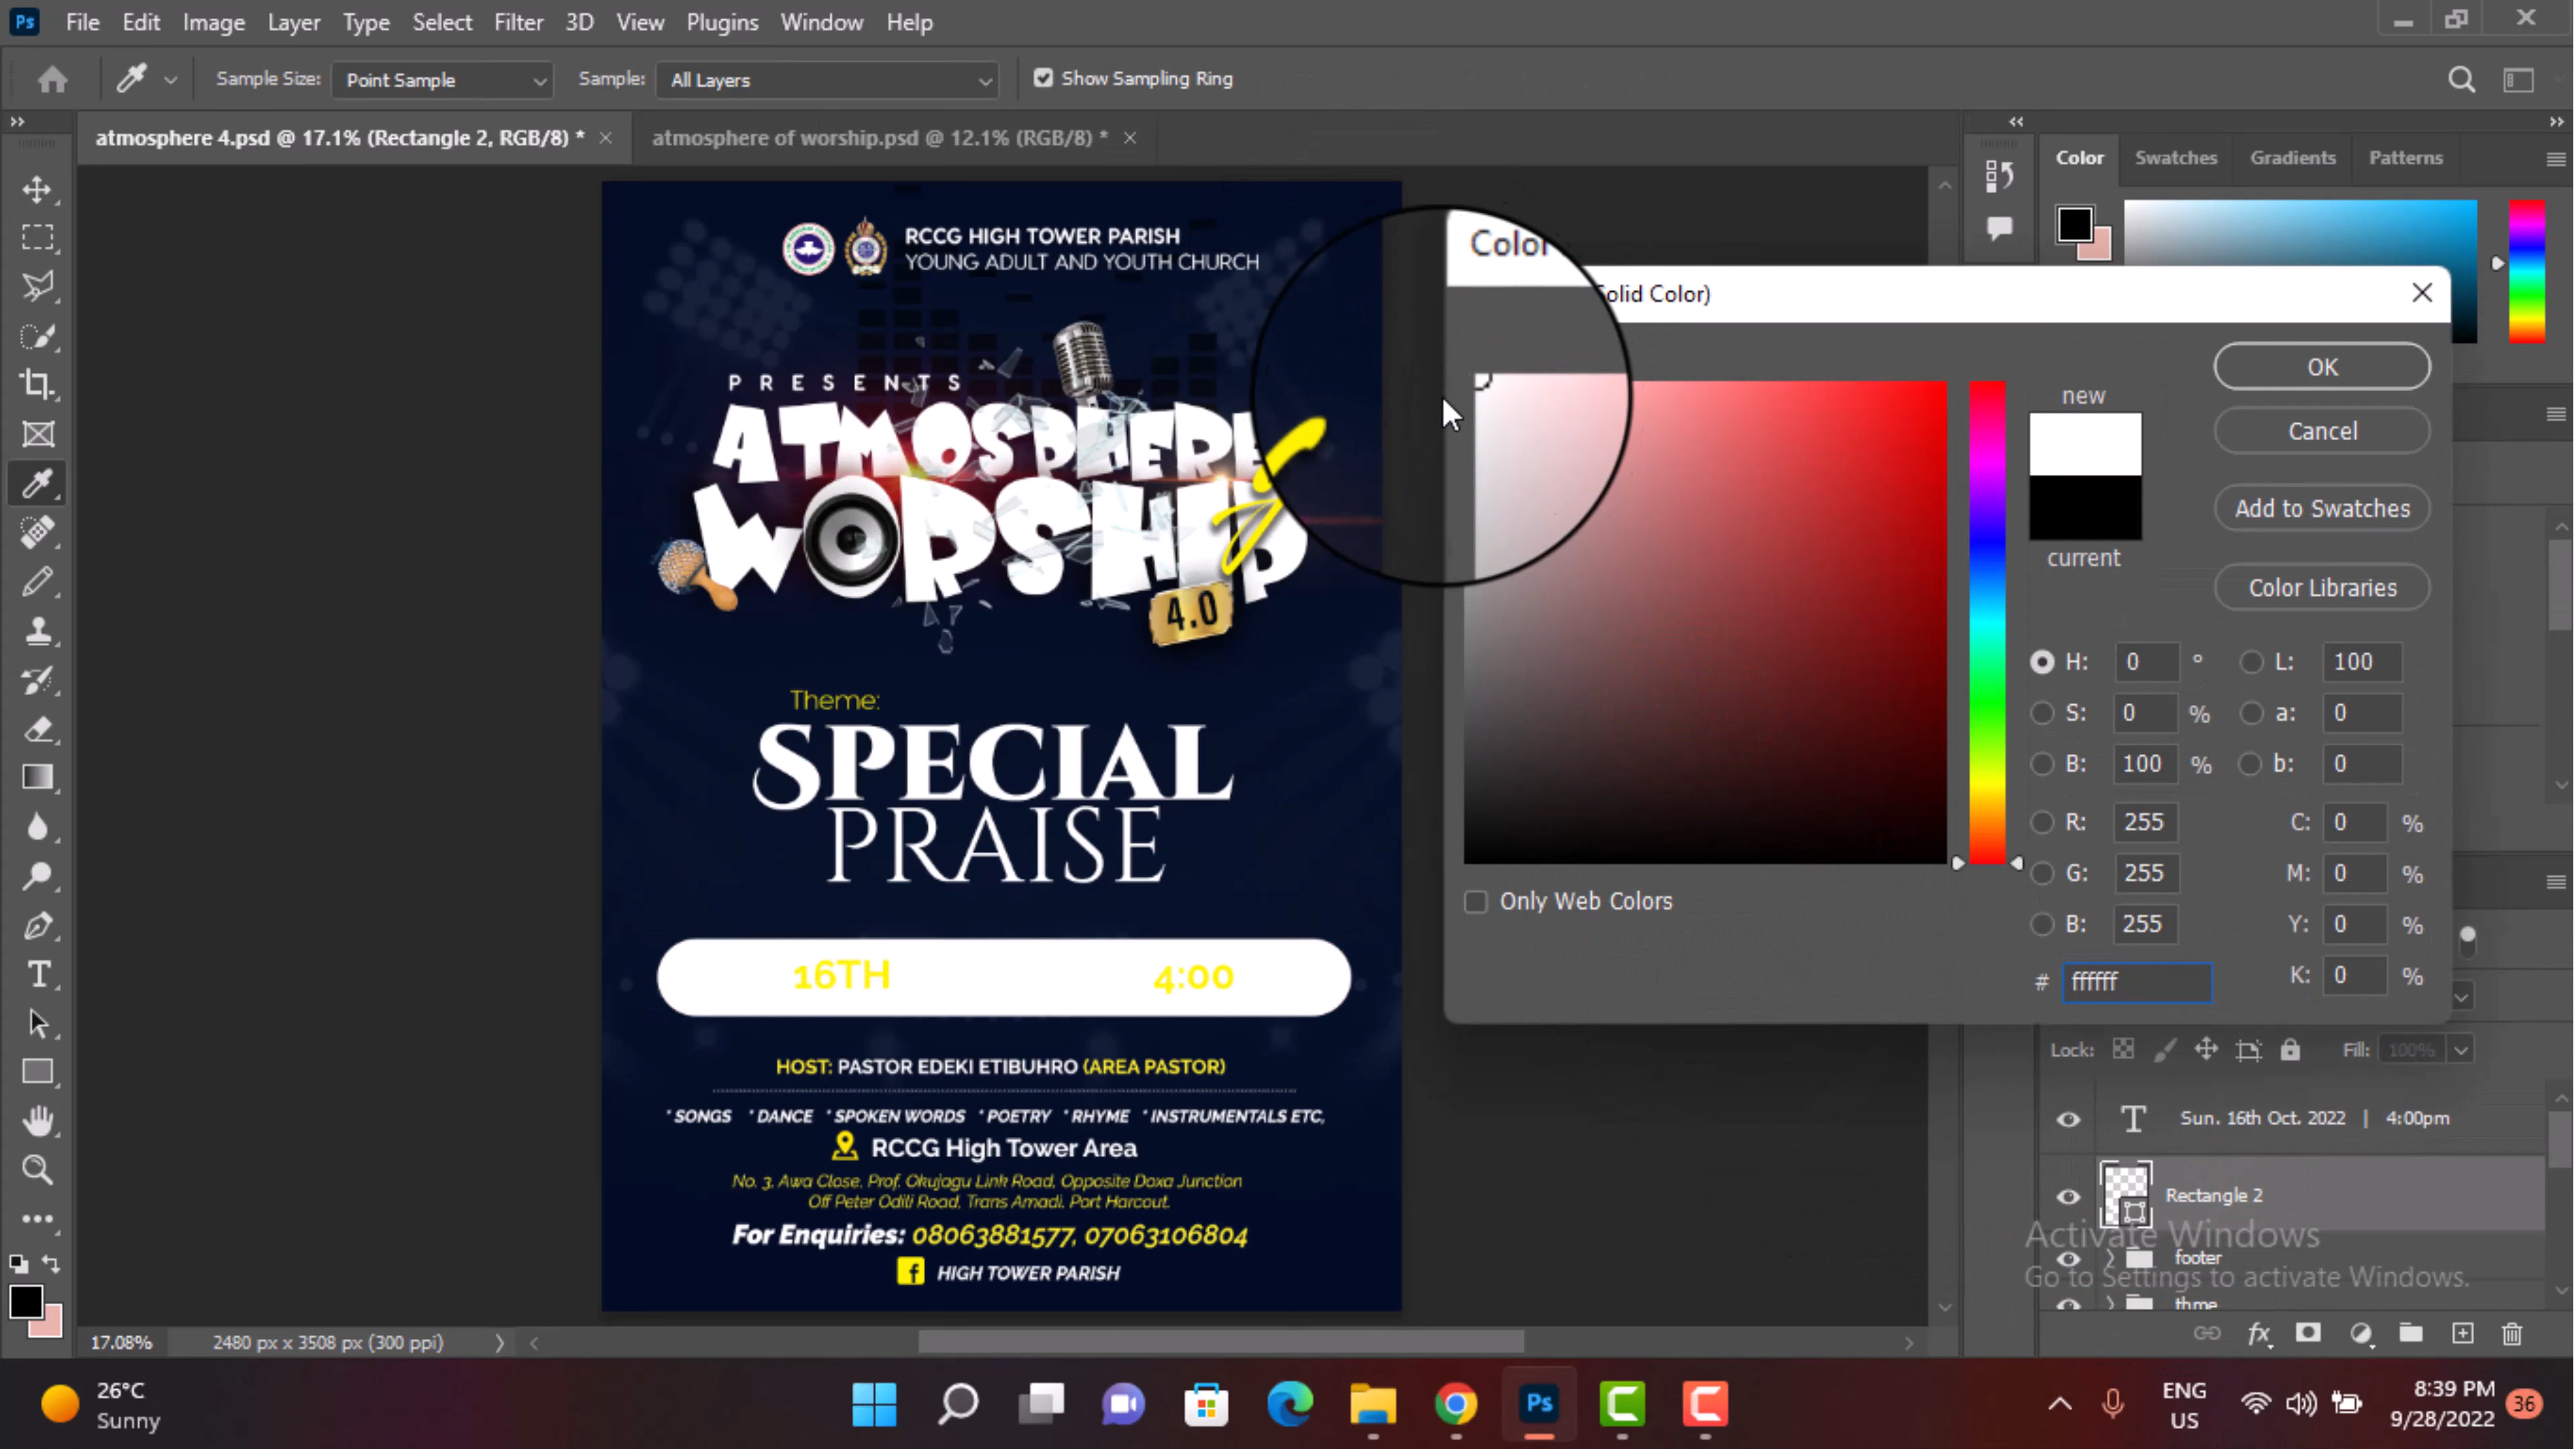 Ps File Edit Image Layer Type Select Filter 3D View Plugins Window Help
Sample Size: Point Sample Sample: All Layers Show Sampling Ring
atmosphere 4.psd @ 17.1% (Rectangle 2, RGB/8) * atmosphere of worship.psd @ 12.1% (RGB/8) *
Color Swatches Gradients Patterns
RCCG HIGH TOWER PARISH
YOUNG ADULT AND YOUTH CHURCH
PRESENTS
ATMOSPHERE
WORSHIP
4.0
Theme:
SPECIAL
PRAISE
16TH 4:00
HOST: PASTOR EDEKI ETIBUHRO (AREA PASTOR)
* SONGS * DANCE * SPOKEN WORDS * POETRY * RHYME * INSTRUMENTALS ETC,
RCCG High Tower Area
No. 3, Awa Close, Prof. Okujagu Link Road, Opposite Doxa Junction
Off Peter Odili Road, Trans Amadi, Port Harcout.
For Enquiries: 08063881577, 07063106804
f HIGH TOWER PARISH
Color
olid Color)
OK
new
Cancel
Add to Swatches
current
Color Libraries
H: 0 ° L: 100
S: 0 % a: 0
B: 100 % b: 0
R: 255 C: 0 %
G: 255 M: 0 %
B: 255 Y: 0 %
# ffffff K: 0 %
Only Web Colors
Lock: Fill: 100%
T Sun. 16th Oct. 2022 | 4:00pm
Rectangle 2
footer
thme
Activate Windows
Go to Settings to activate Windows.
17.08% 2480 px x 3508 px (300 ppi)
26°C
Sunny
Ps
ENG
US
8:39 PM
9/28/2022
36